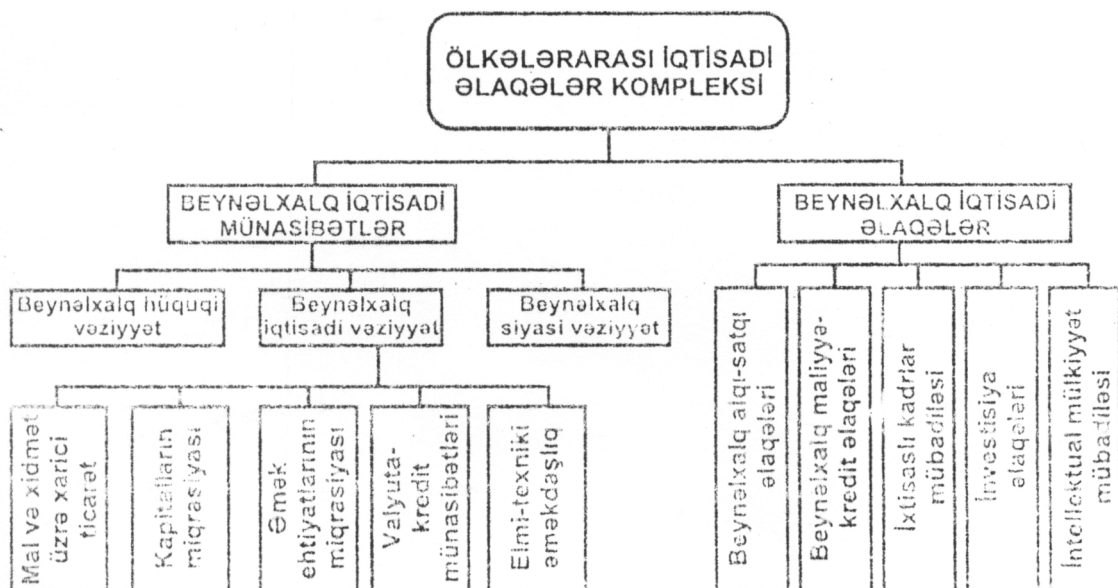 ÖLKƏLƏRARASI İQTİSADİ
ƏLAQƏLƏR KOMPLEKSİ
BEYNƏLXALQ İQTİSADİ
MÜNASİBƏTLƏR
BEYNƏLXALQ İQTİSADİ
ƏLAQƏLƏR
Beynəlxalq hüquqi
vəziyyət
Beynəlxalq
iqtisadi vəziyyət
Beynəlxalq
siyasi vəziyyət
Mal və xidmət
üzrə xarici
ticarət
Kapitalların
miqrasiyası
Əmək
ehtiyatlarının
miqrasiyası
Valyuta-
kredit
münasibətləri
Elmi-texniki
əməkdaşlıq
Beynəlxalq alqı-satqı
əlaqələri
Beynəlxalq maliyyə-
kredit əlaqələri
İxtisaslı kadrlar
mübadiləsi
İnvestisiya
əlaqələri
İntellektual mülkiyyət
mübadiləsi